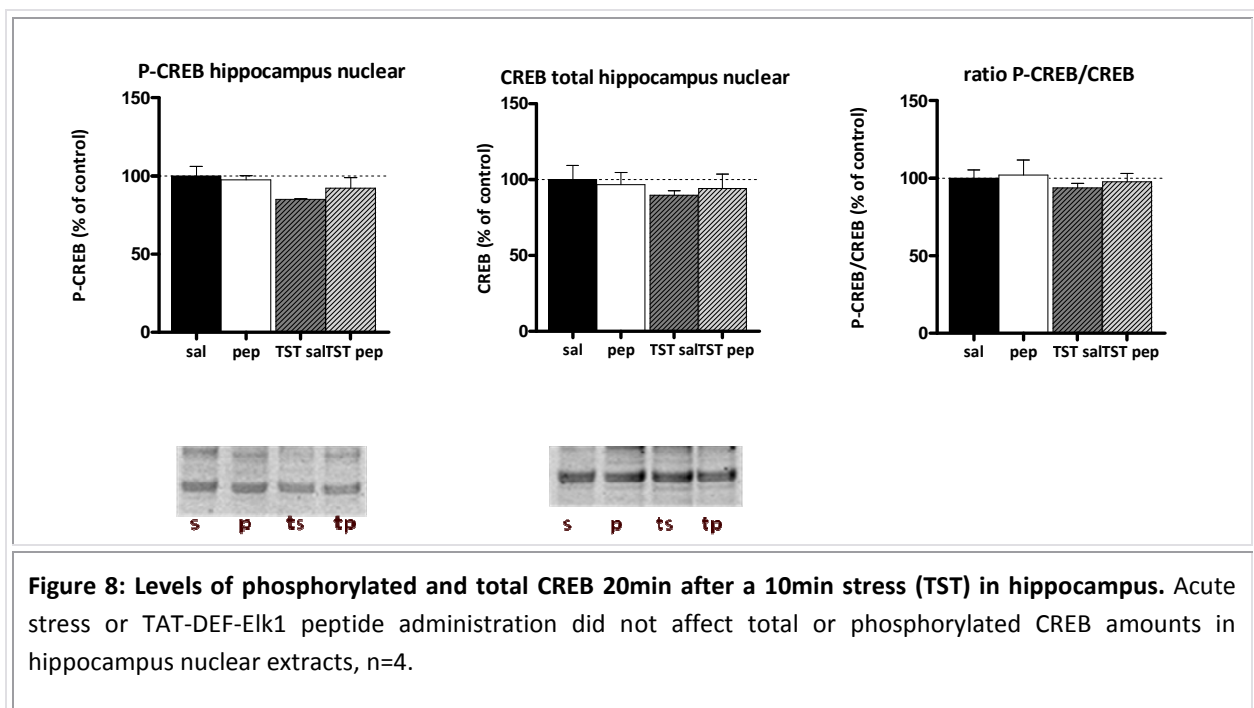 P-CREB hippocampus nuclear
P-CREB (% of control)
150
100
50
0
sal pep TST sal TST pep
CREB total hippocampus nuclear
CREB (% of control)
150
100
50
0
sal pep TST sal TST pep
ratio P-CREB/CREB
P-CREB/CREB (% of control)
150
100
50
0
sal pep TST sal TST pep
s p ts tp
s p ts tp
Figure 8: Levels of phosphorylated and total CREB 20min after a 10min stress (TST) in hippocampus. Acute
stress or TAT-DEF-Elk1 peptide administration did not affect total or phosphorylated CREB amounts in
hippocampus nuclear extracts, n=4.